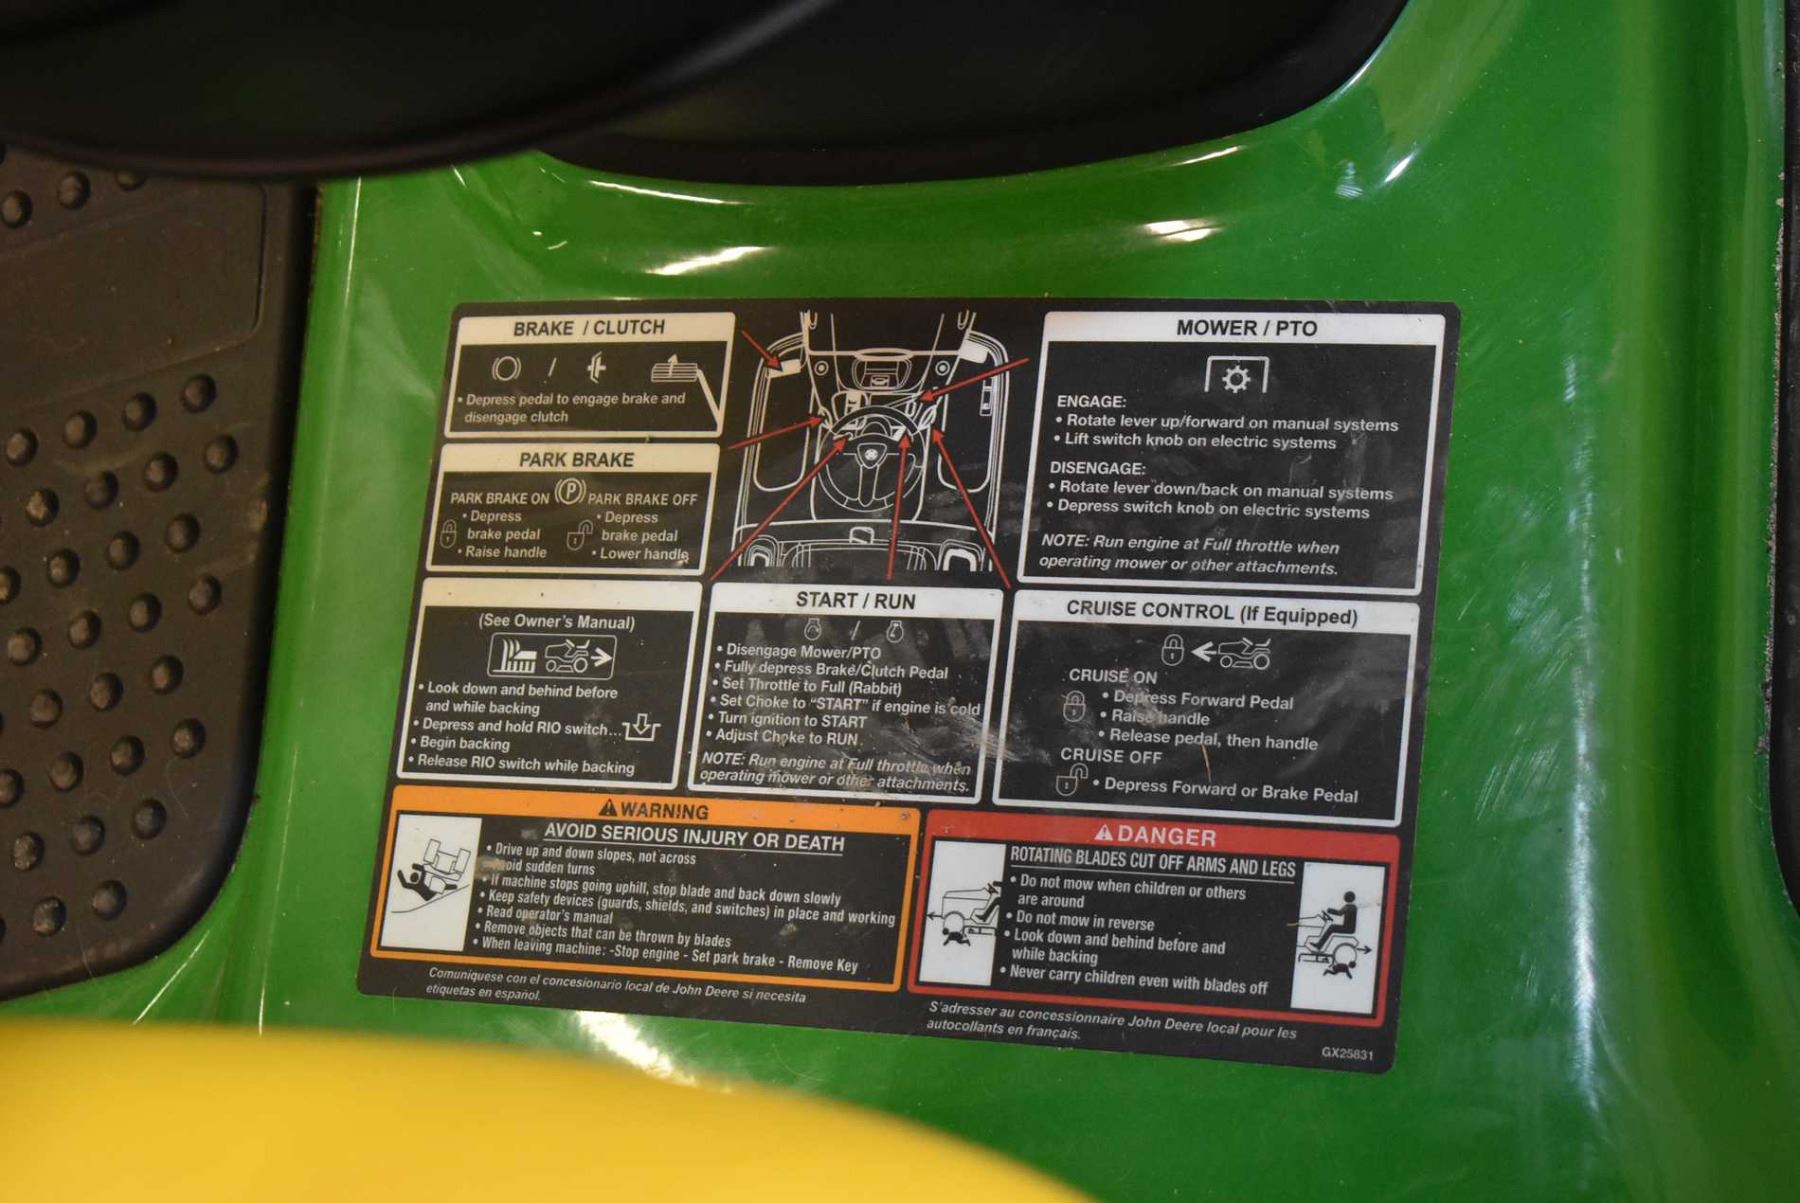 BRAKE / CLUTCH
/
• Depress pedal to engage brake and
disengage clutch
PARK BRAKE
PARK BRAKE ON (P) PARK BRAKE OFF
• Depress
brake pedal
• Raise handle
• Depress
brake pedal
• Lower handle
(See Owner's Manual)
• Look down and behind before
and while backing
• Depress and hold RIO switch...
• Begin backing
• Release RIO switch while backing
START / RUN
/
• Disengage Mower/PTO
• Fully depress Brake/Clutch Pedal
• Set Throttle to Full (Rabbit)
• Set Choke to "START" if engine is cold
• Turn ignition to START
• Adjust Choke to RUN
NOTE: Run engine at Full throttle when
operating mower or other attachments.
MOWER / PTO
ENGAGE:
• Rotate lever up/forward on manual systems
• Lift switch knob on electric systems
DISENGAGE:
• Rotate lever down/back on manual systems
• Depress switch knob on electric systems
NOTE: Run engine at Full throttle when
operating mower or other attachments.
CRUISE CONTROL (If Equipped)
CRUISE ON
• Depress Forward Pedal
• Raise handle
• Release pedal, then handle
CRUISE OFF
• Depress Forward or Brake Pedal
WARNING
AVOID SERIOUS INJURY OR DEATH
• Drive up and down slopes, not across
sudden turns
• If machine stops going uphill, stop blade and back down slowly
• Keep safety devices (guards, shields, and switches) in place and working
• Read operator's manual
• Remove objects that can be thrown by blades
• When leaving machine: -Stop engine - Set park brake - Remove Key
Comuniquese con el concesionario local de John Deere si necesita
etiquetas en español.
DANGER
ROTATING BLADES CUT OFF ARMS AND LEGS
• Do not mow when children or others
are around
• Do not mow in reverse
• Look down and behind before and
while backing
• Never carry children even with blades off
S'adresser au concessionnaire John Deere local pour les
autocollants en français.
GX25831